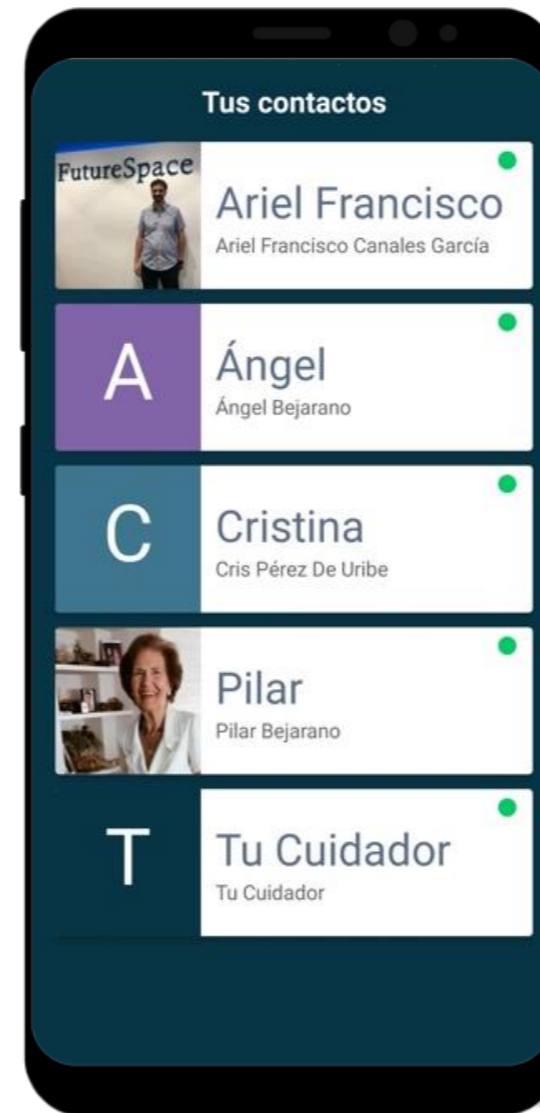 Tus contactos
FutureSpace
Ariel Francisco
Ariel Francisco Canales García
A
Ángel
Ángel Bejarano
C
Cristina
Cris Pérez De Uribe
Pilar
Pilar Bejarano
T
Tu Cuidador
Tu Cuidador